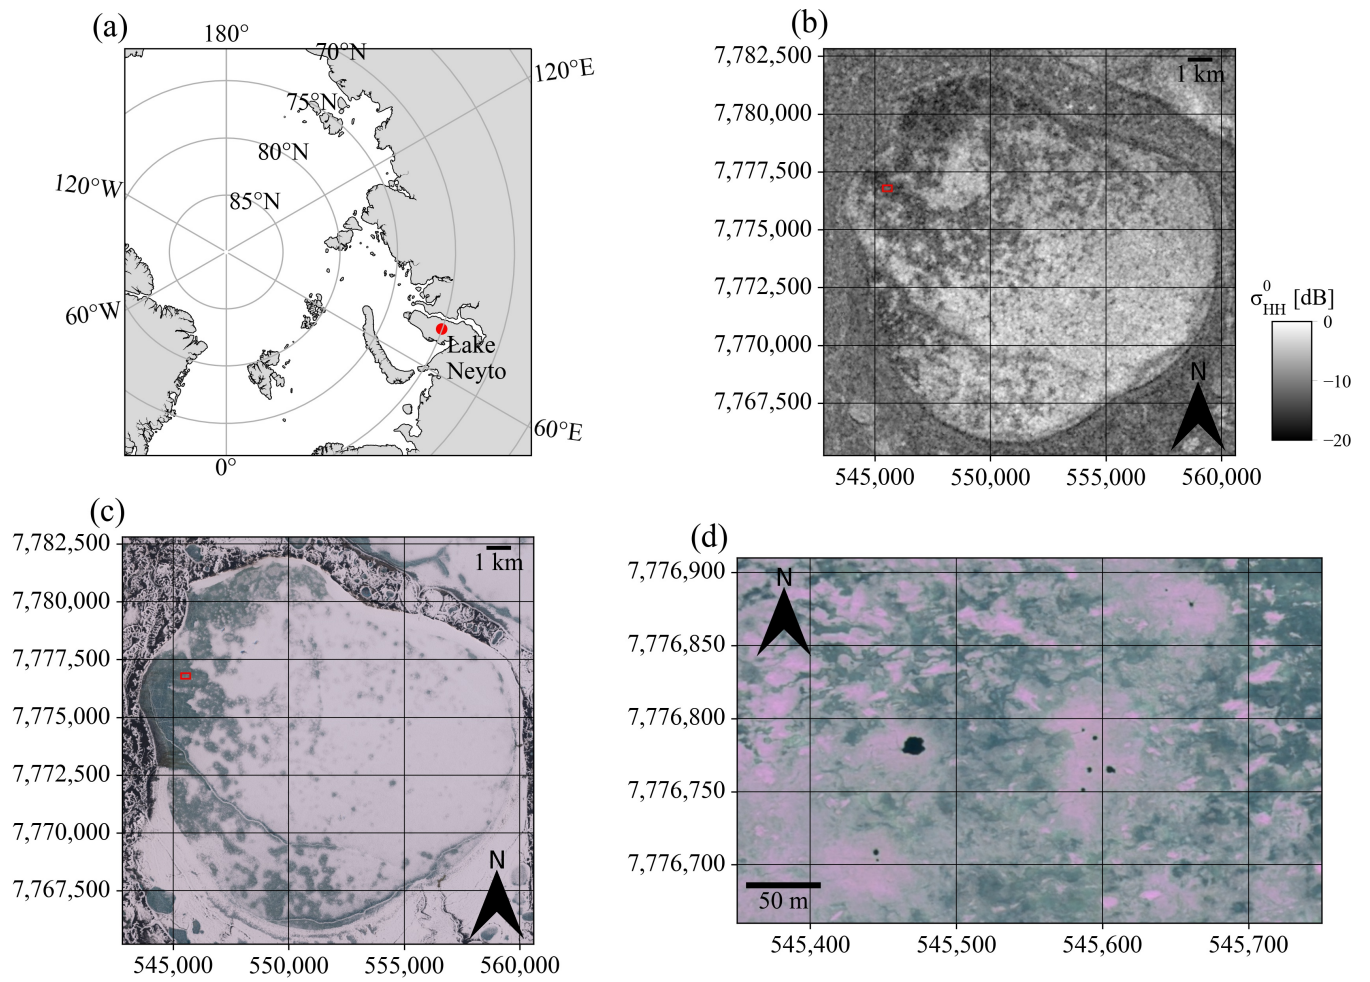 (a)
180°
70°N
120°E
75°N
80°N
120°W
85°N
60°W
Lake
Neyto
60°E
0°
(b)
7,782,500
1 km
7,780,000
7,777,500
7,775,000
7,772,500
σ⁰HH [dB]
0
7,770,000
N
−10
7,767,500
−20
545,000 550,000 555,000 560,000
(c)
7,782,500
1 km
7,780,000
7,777,500
7,775,000
7,772,500
7,770,000
N
7,767,500
545,000 550,000 555,000 560,000
(d)
7,776,900
N
7,776,850
7,776,800
7,776,750
7,776,700
50 m
545,400 545,500 545,600 545,700